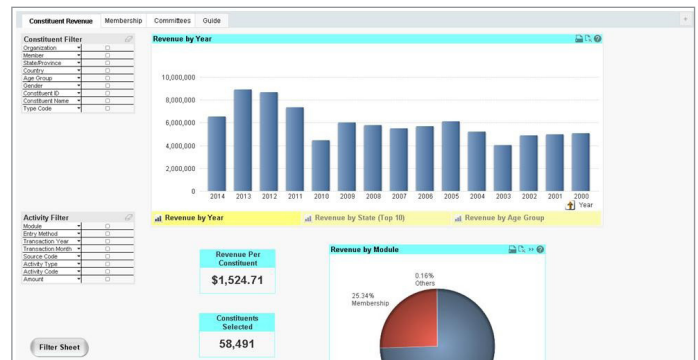 Constituent Revenue Membership Committees Guide
Constituent Filter
Organization
Member
State/Province
Country
Age Group
Gender
Constituent ID
Constituent Name
Type Code
Revenue by Year
10,000,000
8,000,000
6,000,000
4,000,000
2,000,000
0
2014 2013 2012 2011 2010 2009 2008 2007 2006 2005 2004 2003 2002 2001 2000
Year
Revenue by Year Revenue by State (Top 10) Revenue by Age Group
Activity Filter
Module
Entry Method
Transaction Year
Transaction Month
Source Code
Activity Type
Activity Code
Amount
Filter Sheet
Revenue Per
Constituent
$1,524.71
Constituents
Selected
58,491
Revenue by Module
0.16%
Others
25.34%
Membership